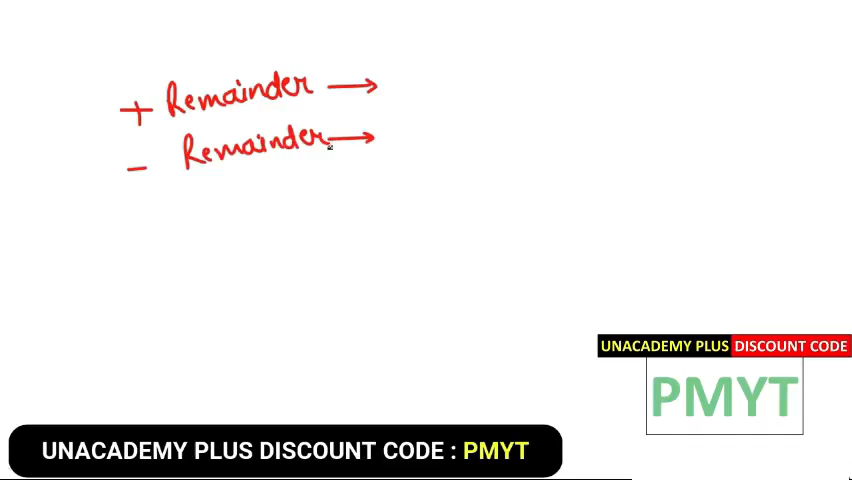 + Remainder →
- Remainder →
UNACADEMY PLUS DISCOUNT CODE
PMYT
UNACADEMY PLUS DISCOUNT CODE : PMYT